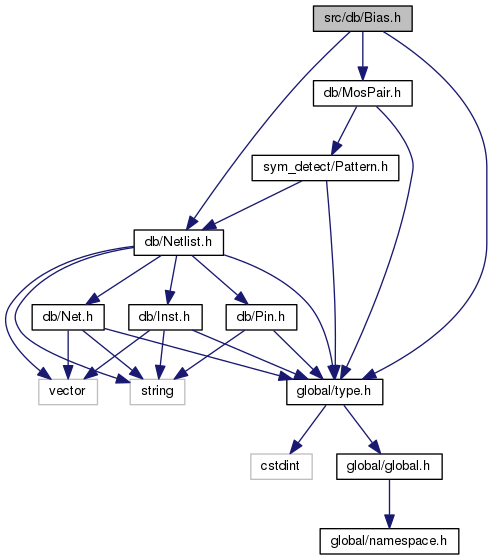 src/db/Bias.h
db/MosPair.h
sym_detect/Pattern.h
db/Netlist.h
db/Net.h
db/Inst.h
db/Pin.h
vector
string
global/type.h
cstdint
global/global.h
global/namespace.h